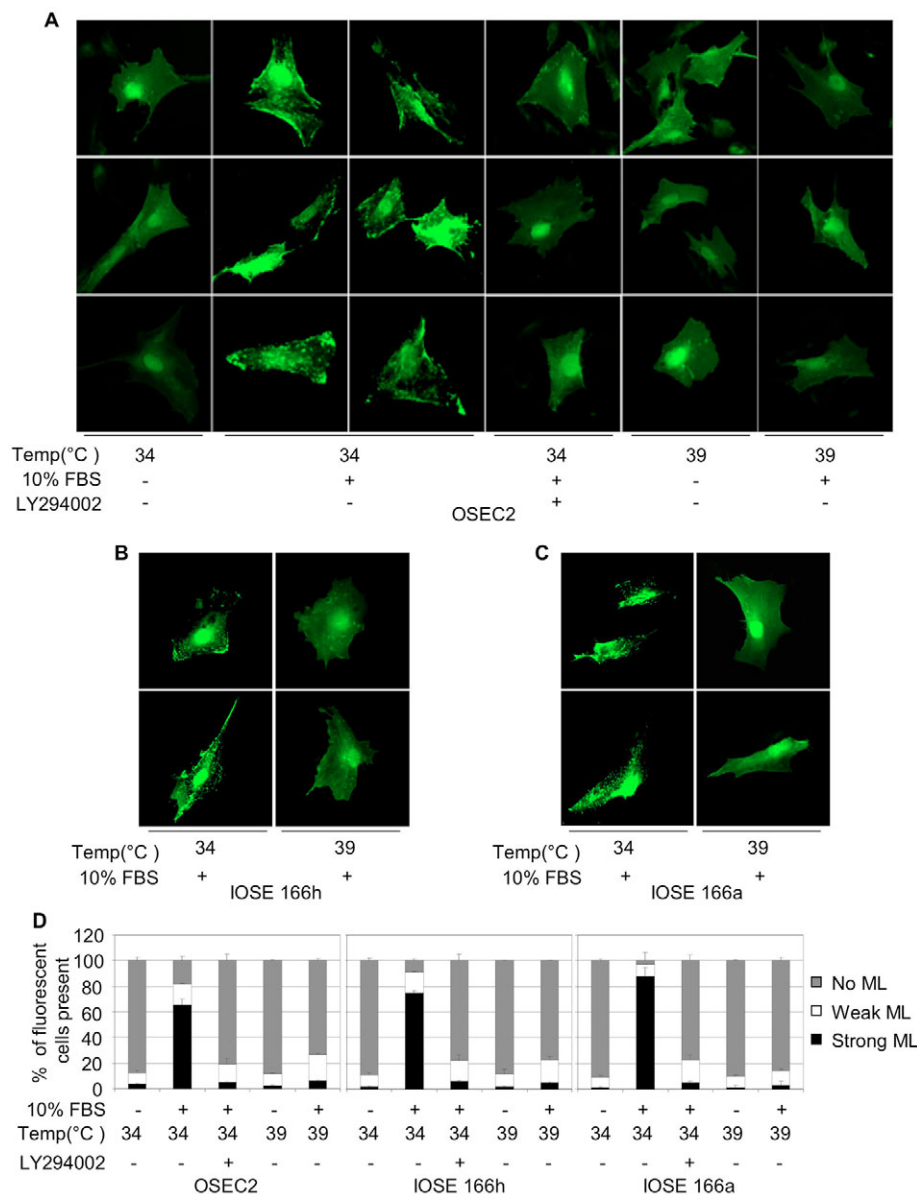 A
Temp(°C ) 34 34 34 39 39
10% FBS - + + - +
LY294002 - - + - -
OSEC2
B
Temp(°C ) 34 39
10% FBS + +
IOSE 166h
C
Temp(°C ) 34 39
10% FBS + +
IOSE 166a
D
% of fluorescent
cells present
120
100
80
60
40
20
0
No ML
Weak ML
Strong ML
10% FBS - + + - + - + + - + - + + - +
Temp(°C) 34 34 34 39 39 34 34 34 39 39 34 34 34 39 39
LY294002 - - + - - - - + - - - - + - -
OSEC2 IOSE 166h IOSE 166a